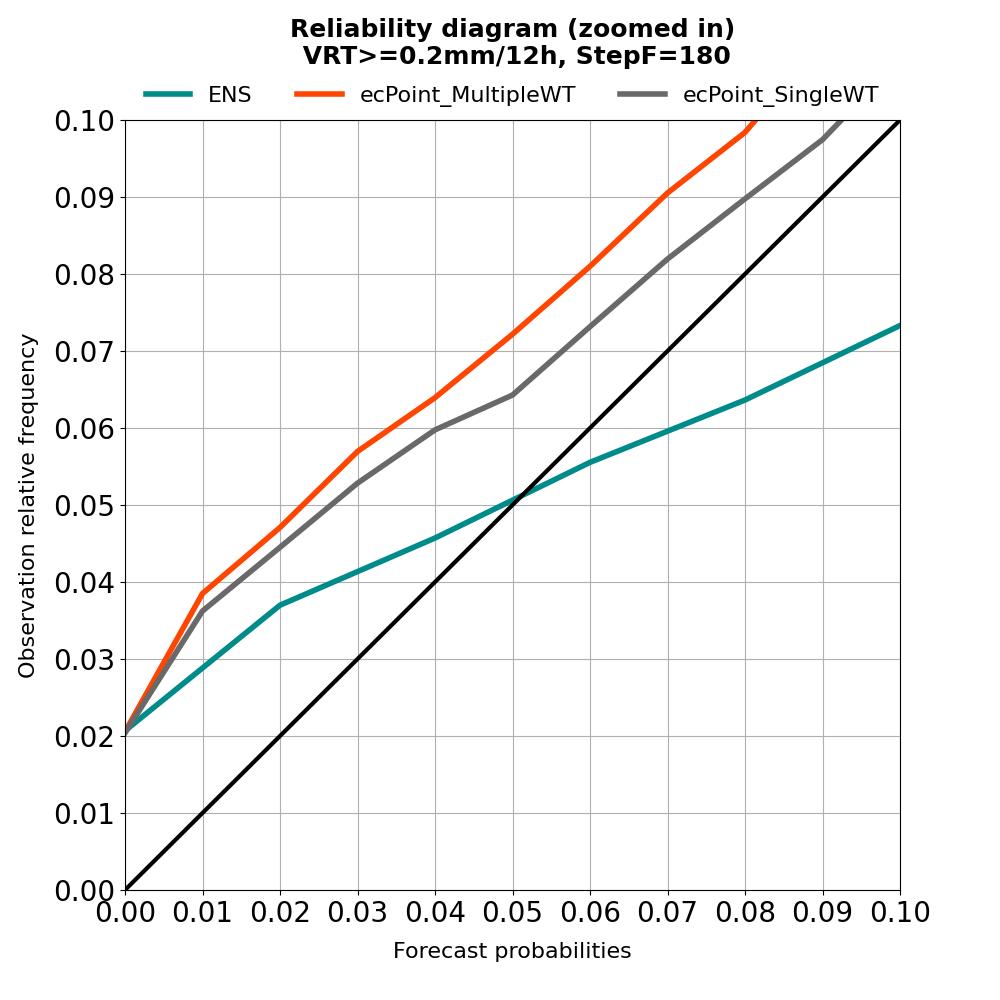 Reliability diagram (zoomed in)
VRT>=0.2mm/12h, StepF=180
ENS ecPoint_MultipleWT ecPoint_SingleWT
0.10
0.09
0.08
0.07
0.06
0.05
0.04
0.03
0.02
0.01
0.00
Observation relative frequency
0.00 0.01 0.02 0.03 0.04 0.05 0.06 0.07 0.08 0.09 0.10
Forecast probabilities